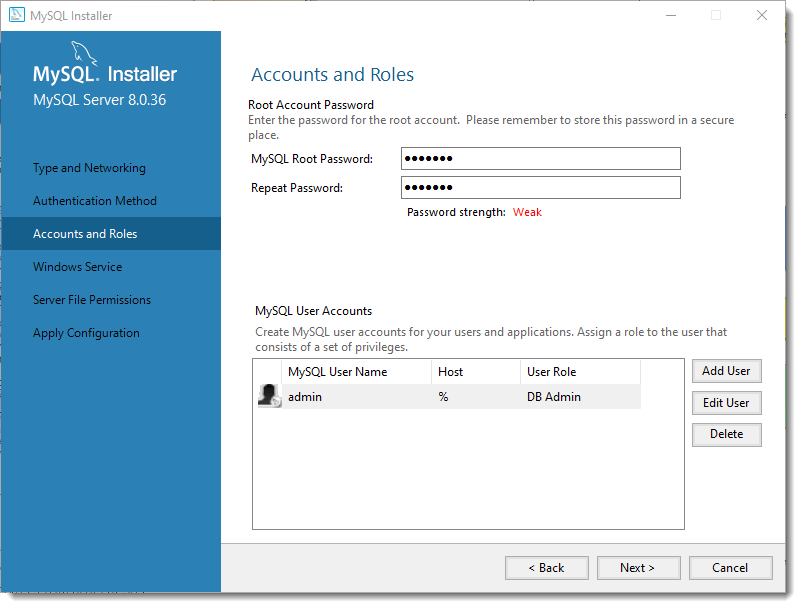 MySQL Installer
MySQL. Installer
MySQL Server 8.0.36
Type and Networking
Authentication Method
Accounts and Roles
Windows Service
Server File Permissions
Apply Configuration
Accounts and Roles
Root Account Password
Enter the password for the root account.  Please remember to store this password in a secure
place.
MySQL Root Password: ●●●●●●●
Repeat Password: ●●●●●●●
Password strength: Weak
MySQL User Accounts
Create MySQL user accounts for your users and applications. Assign a role to the user that
consists of a set of privileges.
MySQL User Name Host User Role
admin % DB Admin
Add User
Edit User
Delete
< Back Next > Cancel